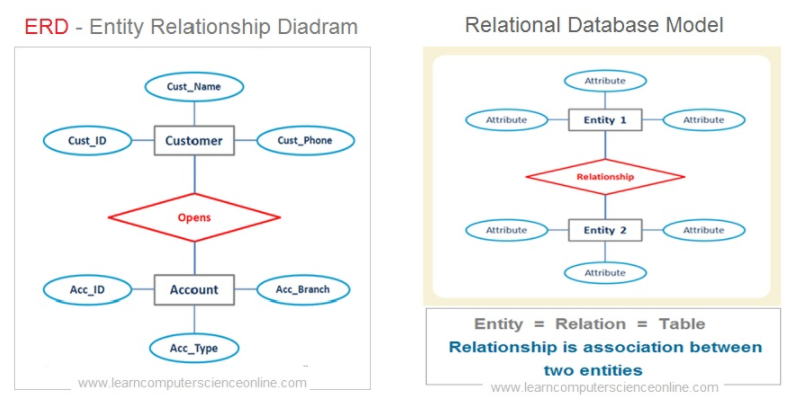 ERD - Entity Relationship Diadram
Cust_Name
Cust_ID
Customer
Cust_Phone
Opens
Acc_ID
Account
Acc_Branch
Acc_Type
www.learncomputerscienceonline.com
Relational Database Model
Attribute
Attribute
Entity 1
Attribute
Relationship
Attribute
Entity 2
Attribute
Attribute
Entity = Relation = Table
Relationship is association between
two entities
www.learncomputerscienceonline.com